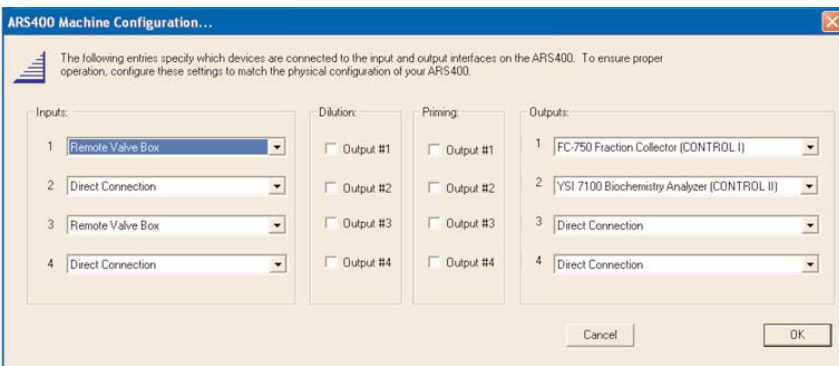 ARS400 Machine Configuration...
The following entries specify which devices are connected to the input and output interfaces on the ARS400. To ensure proper
operation, configure these settings to match the physical configuration of your ARS400.
Inputs:
1 Remote Valve Box
2 Direct Connection
3 Remote Valve Box
4 Direct Connection
Dilution:
Output #1
Output #2
Output #3
Output #4
Priming:
Output #1
Output #2
Output #3
Output #4
Outputs:
1 FC-750 Fraction Collector (CONTROL I)
2 YSI 7100 Biochemistry Analyzer (CONTROL II)
3 Direct Connection
4 Direct Connection
Cancel
OK